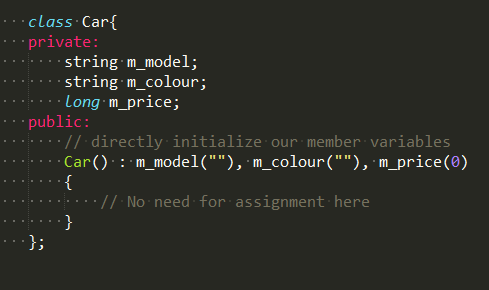 class Car{
private:
string m_model;
string m_colour;
long m_price;
public:
// directly initialize our member variables
Car() : m_model(""), m_colour(""), m_price(0)
{
// No need for assignment here
}
};